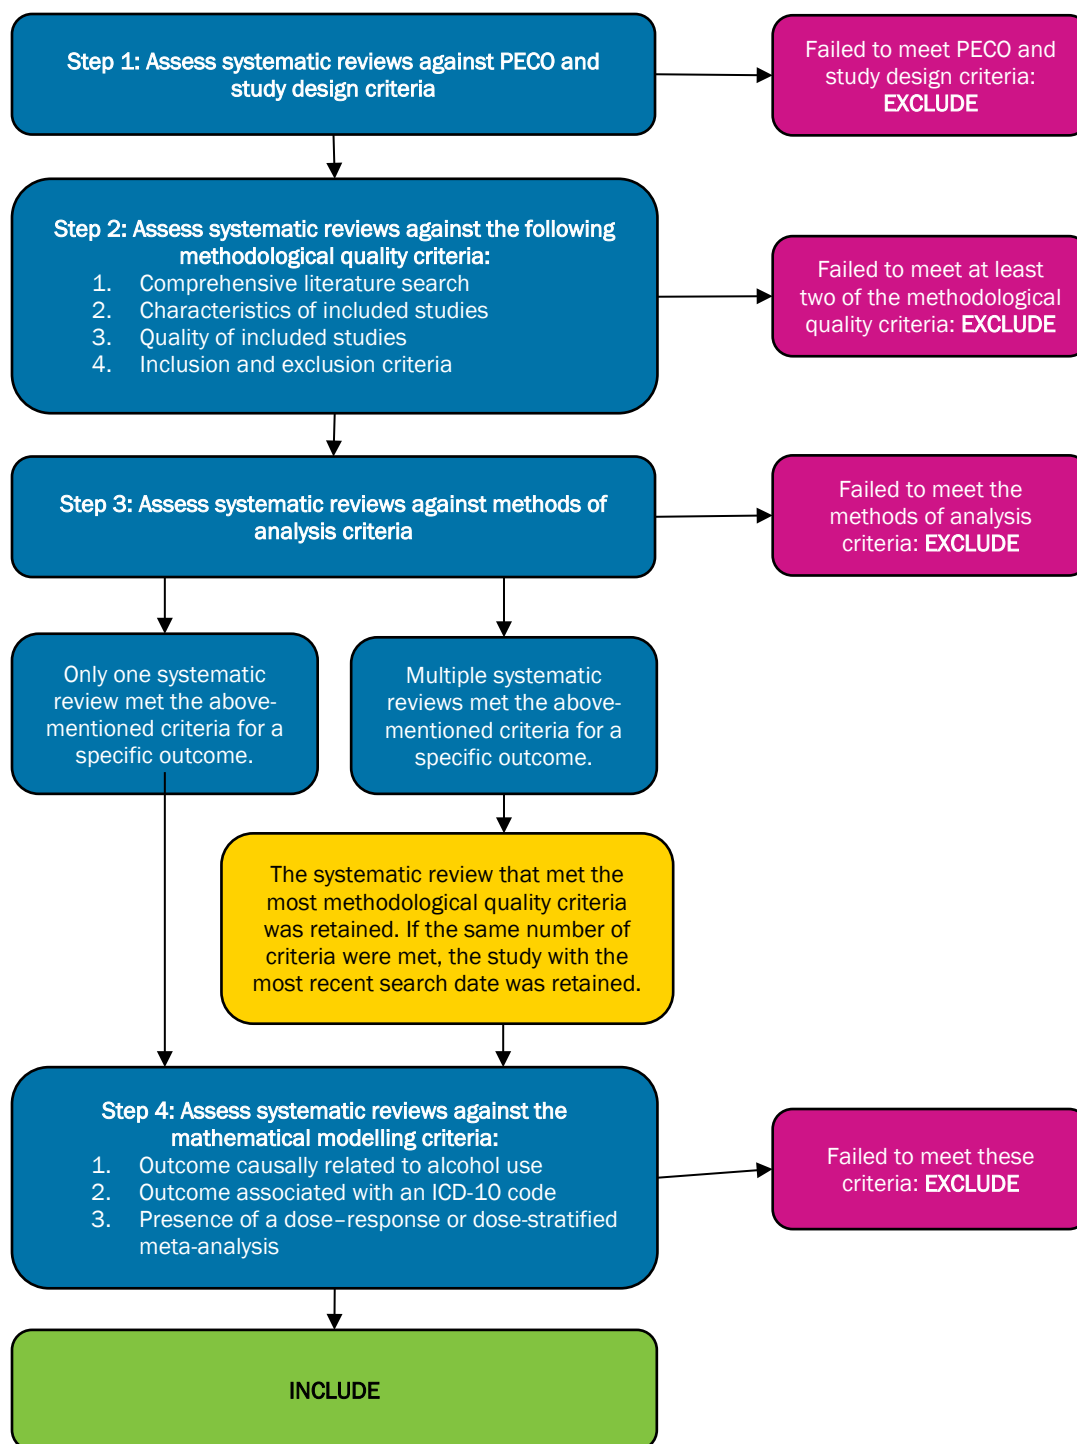 Step 1: Assess systematic reviews against PECO and
study design criteria
Failed to meet PECO and
study design criteria:
EXCLUDE
Step 2: Assess systematic reviews against the following
methodological quality criteria:
1. Comprehensive literature search
2. Characteristics of included studies
3. Quality of included studies
4. Inclusion and exclusion criteria
Failed to meet at least
two of the methodological
quality criteria: EXCLUDE
Step 3: Assess systematic reviews against methods of
analysis criteria
Failed to meet the
methods of analysis
criteria: EXCLUDE
Only one systematic
review met the above-
mentioned criteria for a
specific outcome.
Multiple systematic
reviews met the above-
mentioned criteria for a
specific outcome.
The systematic review that met the
most methodological quality criteria
was retained. If the same number of
criteria were met, the study with the
most recent search date was retained.
Step 4: Assess systematic reviews against the
mathematical modelling criteria:
1. Outcome causally related to alcohol use
2. Outcome associated with an ICD-10 code
3. Presence of a dose–response or dose-stratified
meta-analysis
Failed to meet these
criteria: EXCLUDE
INCLUDE